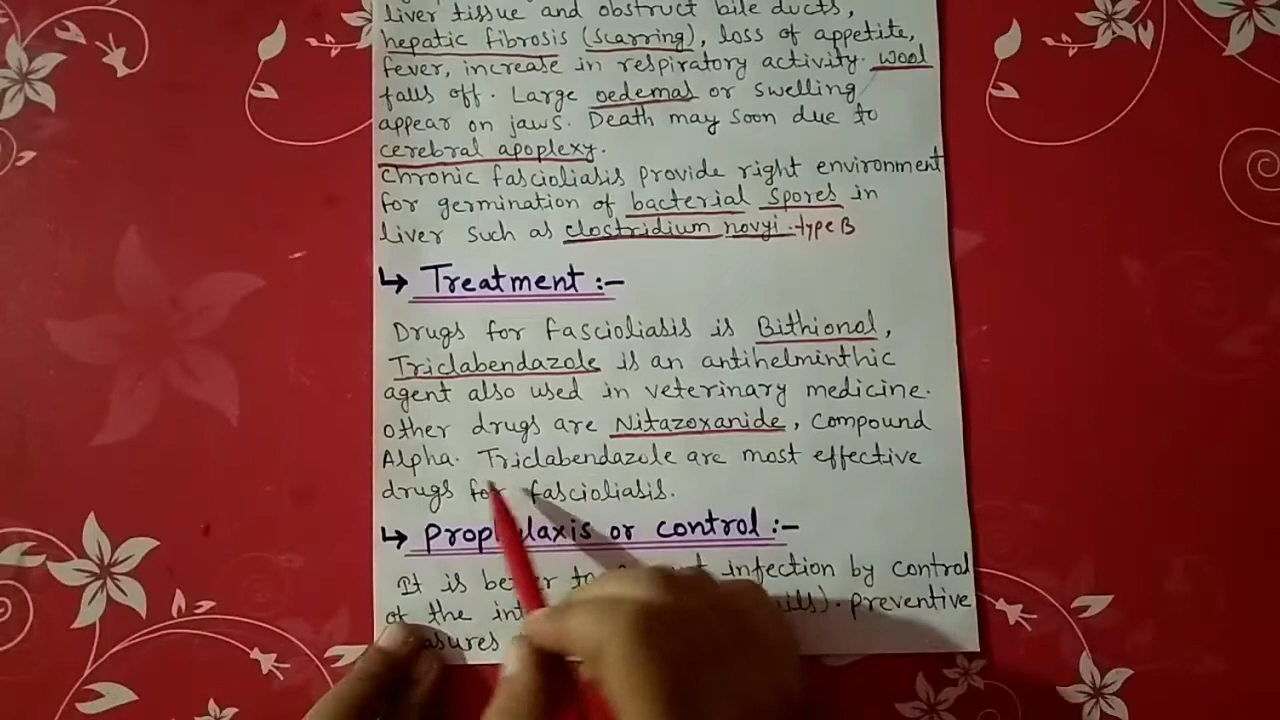 liver tissue and obstruct bile ducts,
hepatic fibrosis (scarring), loss of appetite,
fever, increase in respiratory activity. wool
falls off. Large oedemas or swelling
appear on jaws. Death may soon due to
cerebral apoplexy.
Chronic fascioliasis provide right environment
for germination of bacterial spores in
liver such as clostridium novyi. type B
↳ Treatment :-
Drugs for fascioliasis is Bithionol,
Triclabendazole is an antihelminthic
agent also used in veterinary medicine.
other drugs are Nitazoxanide, Compound
Alpha. Triclabendazole are most effective
drugs for fascioliasis.
↳ Prophylaxis or control :-
It is better to infection by control
of the preventive